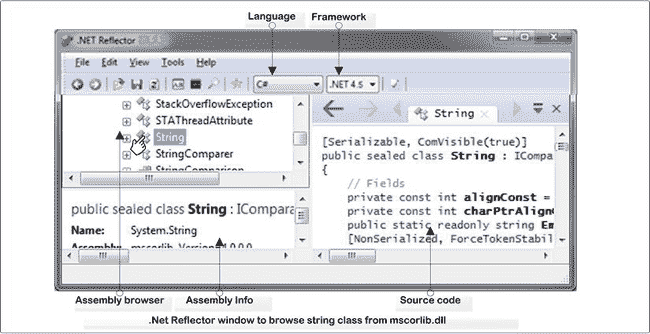 Language
Framework
.NET Reflector
File Edit View Tools Help
C#
.NET 4.5
StackOverflowException
STAThreadAttribute
String
StringComparer
StringComparison
public sealed class String : ICompara
Name: System.String
Assembly: mscorlib, Version=4.0.0.0
String
[Serializable, ComVisible(true)]
public sealed class String : ICompa
{
// Fields
private const int alignConst =
private const int charPtrAlign
public static readonly string Em
[NonSerialized, ForceTokenStabil
Assembly browser
Assembly Info
Source code
.Net Reflector window to browse string class from mscorlib.dll